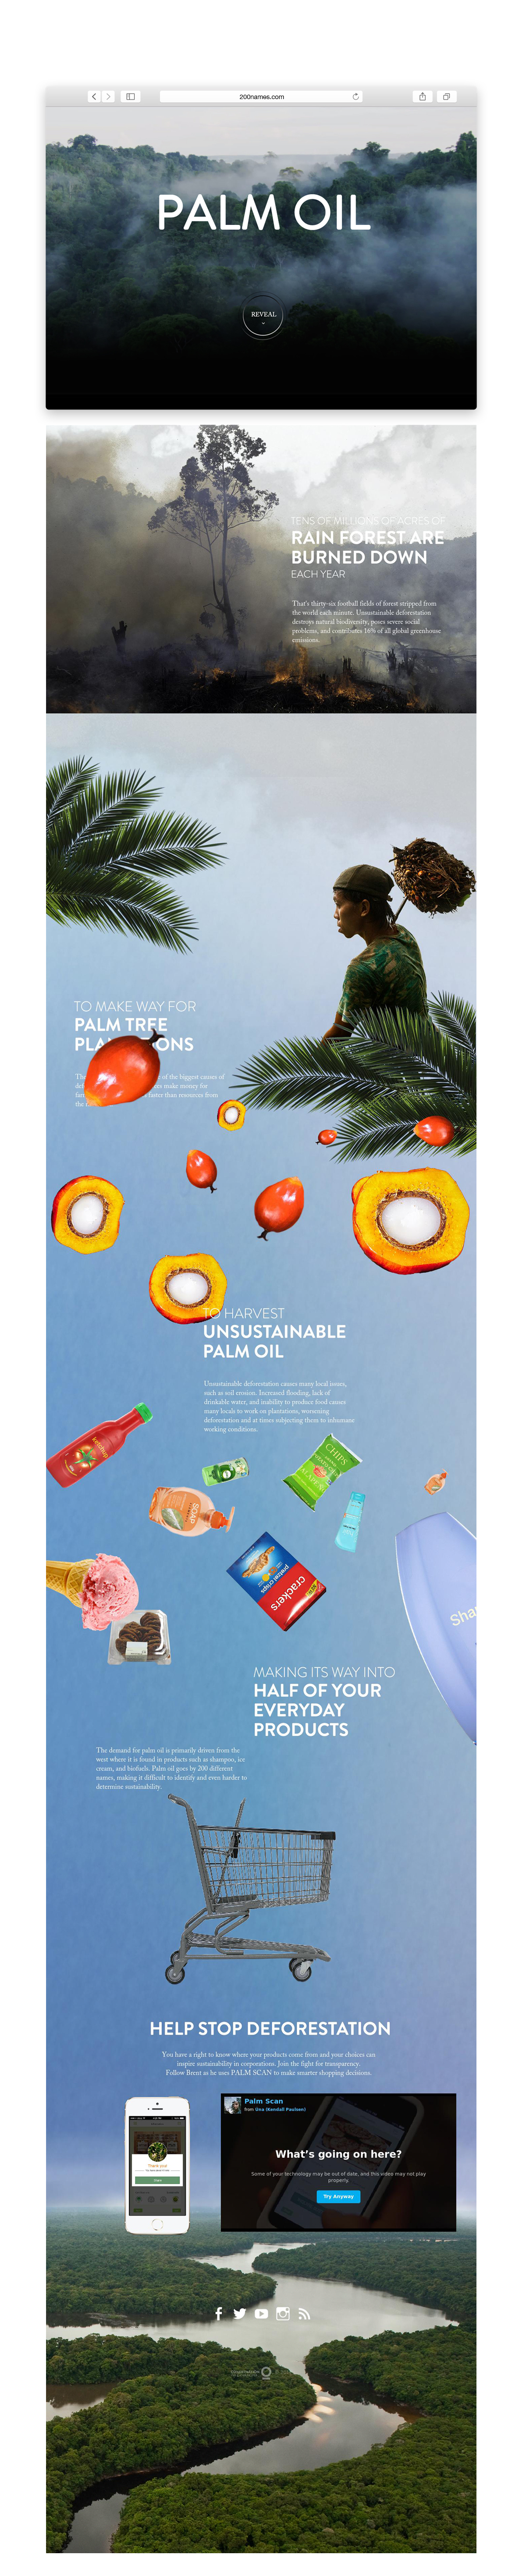 200names.com
PALM OIL
REVEAL
TENS OF MILLIONS OF ACRES OF
RAIN FOREST ARE
BURNED DOWN
EACH YEAR
That's thirty-six football fields of forest stripped from
the world each minute. Unsustainable deforestation
destroys natural biodiversity, poses severe social
problems, and contributes 16% of all global greenhouse
emissions.
TO MAKE WAY FOR
PALM TREE
PLA ONS
of the biggest causes of
make money for
faster than resources from
the
TO HARVEST
UNSUSTAINABLE
PALM OIL
Unsustainable deforestation causes many local issues,
such as soil erosion. Increased flooding, lack of
drinkable water, and inability to produce food causes
many locals to work on plantations, worsening
deforestation and at times subjecting them to inhumane
working conditions.
CHIPS
SOAP
crackers
Sha
MAKING ITS WAY INTO
HALF OF YOUR
EVERYDAY
PRODUCTS
The demand for palm oil is primarily driven from the
west where it is found in products such as shampoo, ice
cream, and biofuels. Palm oil goes by 200 different
names, making it difficult to identify and even harder to
determine sustainability.
HELP STOP DEFORESTATION
You have a right to know where your products come from and your choices can
inspire sustainability in corporations. Join the fight for transparency.
Follow Brent as he uses PALM SCAN to make smarter shopping decisions.
Thank you
Palm Scan
from Una (Kendall Paulsen)
What's going on here?
Some of your technology may be out of date, and this video may not play
properly.
Try Anyway